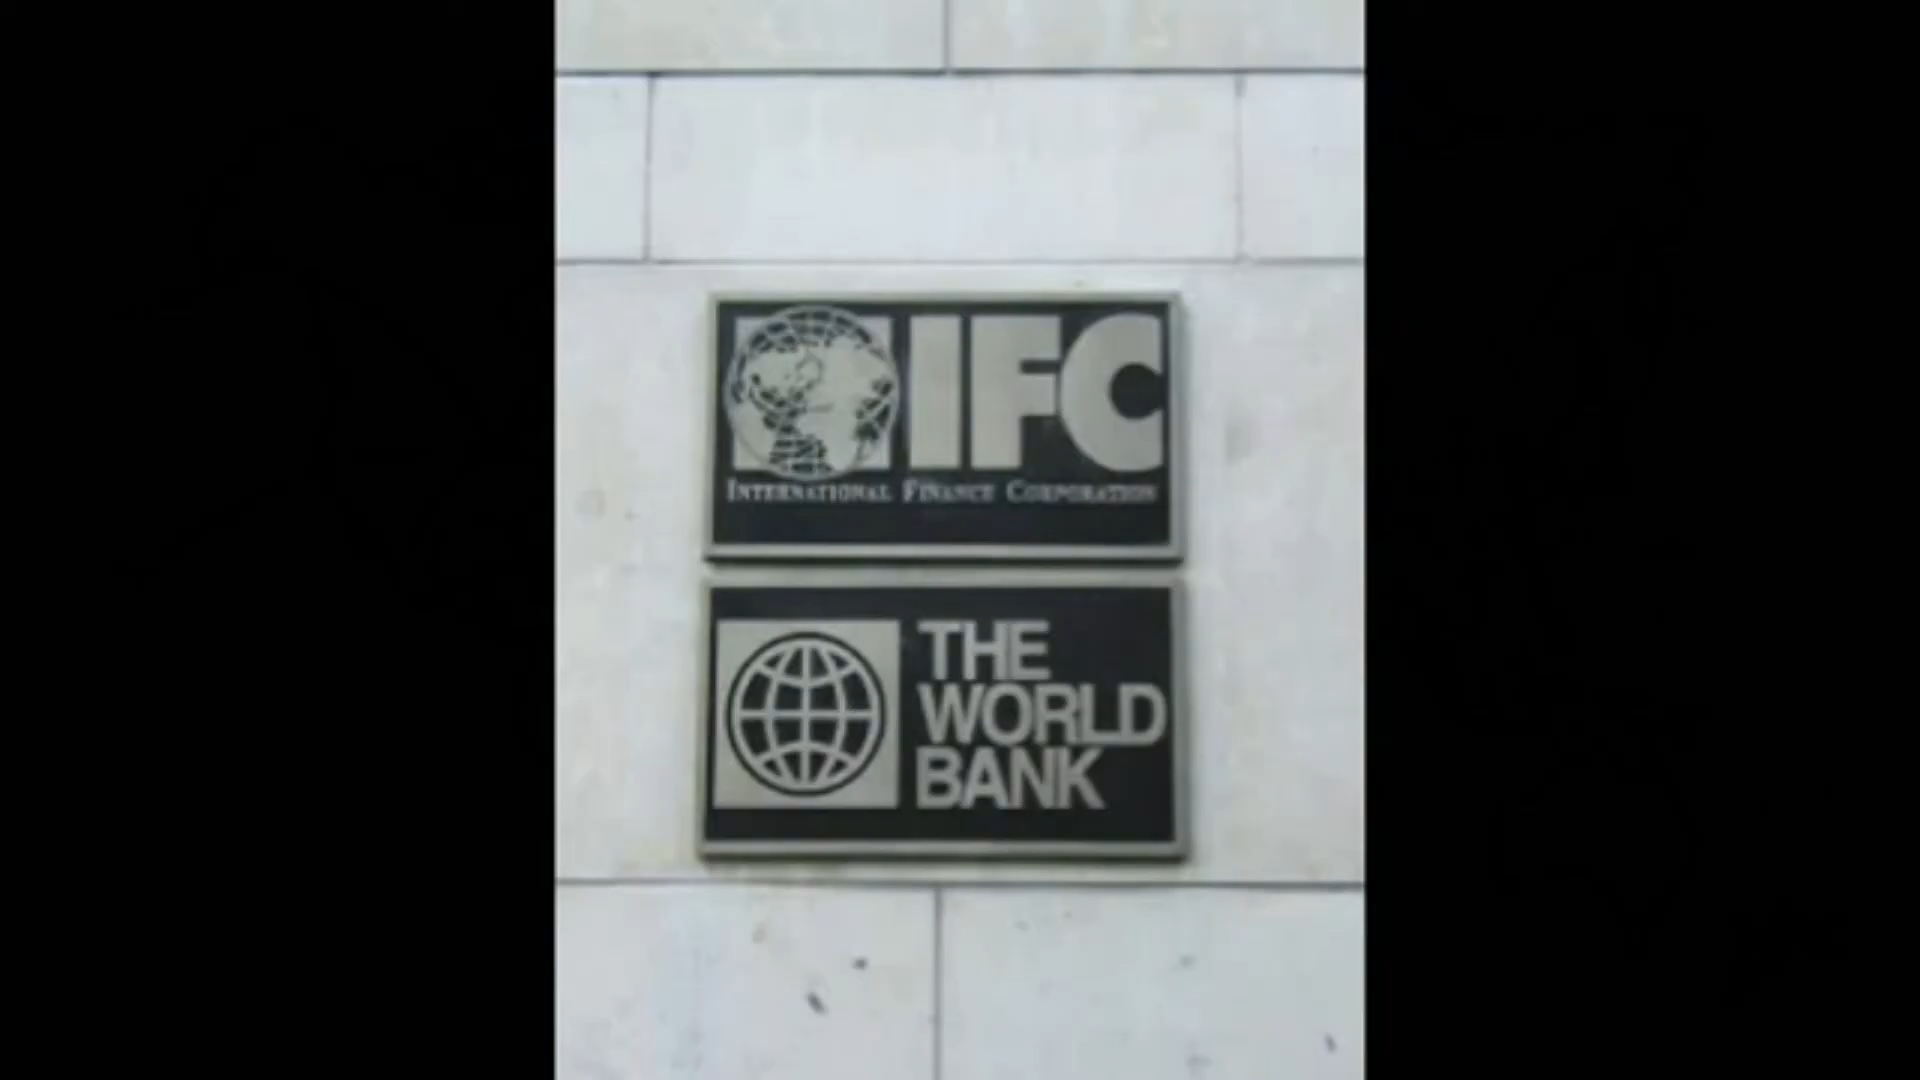 IFC
INTERNATIONAL FINANCE CORPORATION
THE
WORLD
BANK